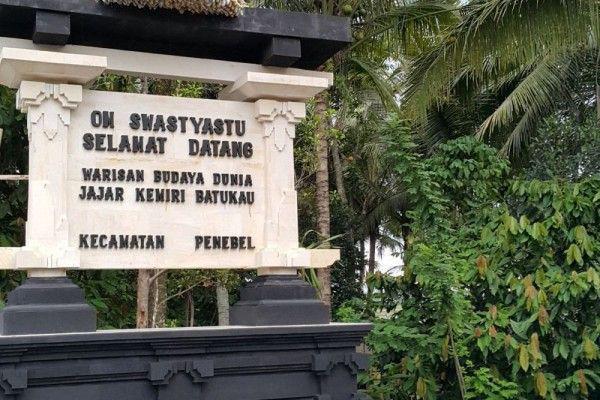 OM SWASTYASTU
SELAMAT DATANG
WARISAN BUDAYA DUNIA
JAJAR KEMIRI BATUKAU
KECAMATAN PENEBEL